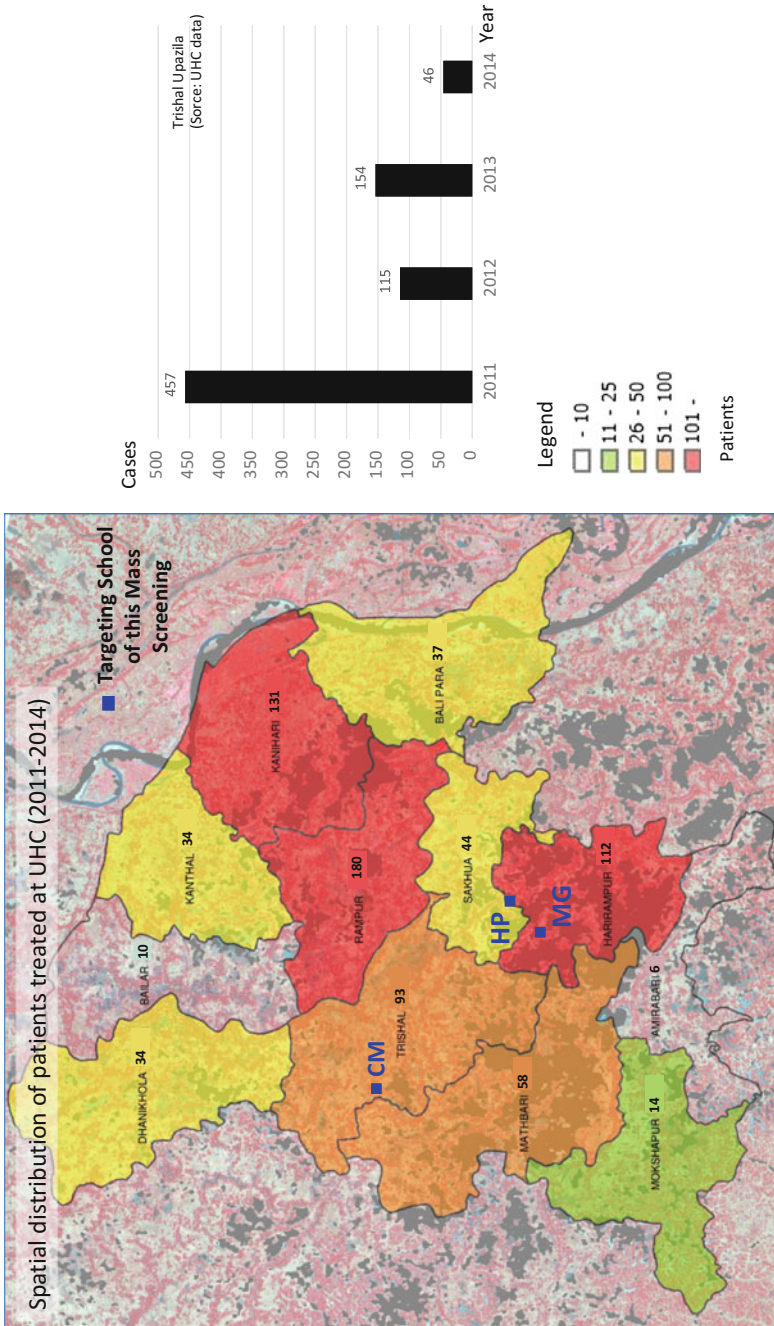 Spatial distribution of patients treated at UHC (2011-2014)
Targeting School
of this Mass
Screening
DHANIKHOLA 34
BAILAR 10
KANTHAL 34
KANIHARI 131
RAMPUR 180
TRISHAL 93
CM
BALI PARA 37
SAKHUA 44
HP
MG
HARIRAMPUR 112
MATHBARI 58
AMIRABARI 6
MOKSHAPUR 14
Cases
500
450
400
350
300
250
200
150
100
50
0
457
115
154
46
2011
2012
2013
2014
Year
Trishal Upazila
(Sorce: UHC data)
Legend
- 10
11 - 25
26 - 50
51 - 100
101 -
Patients